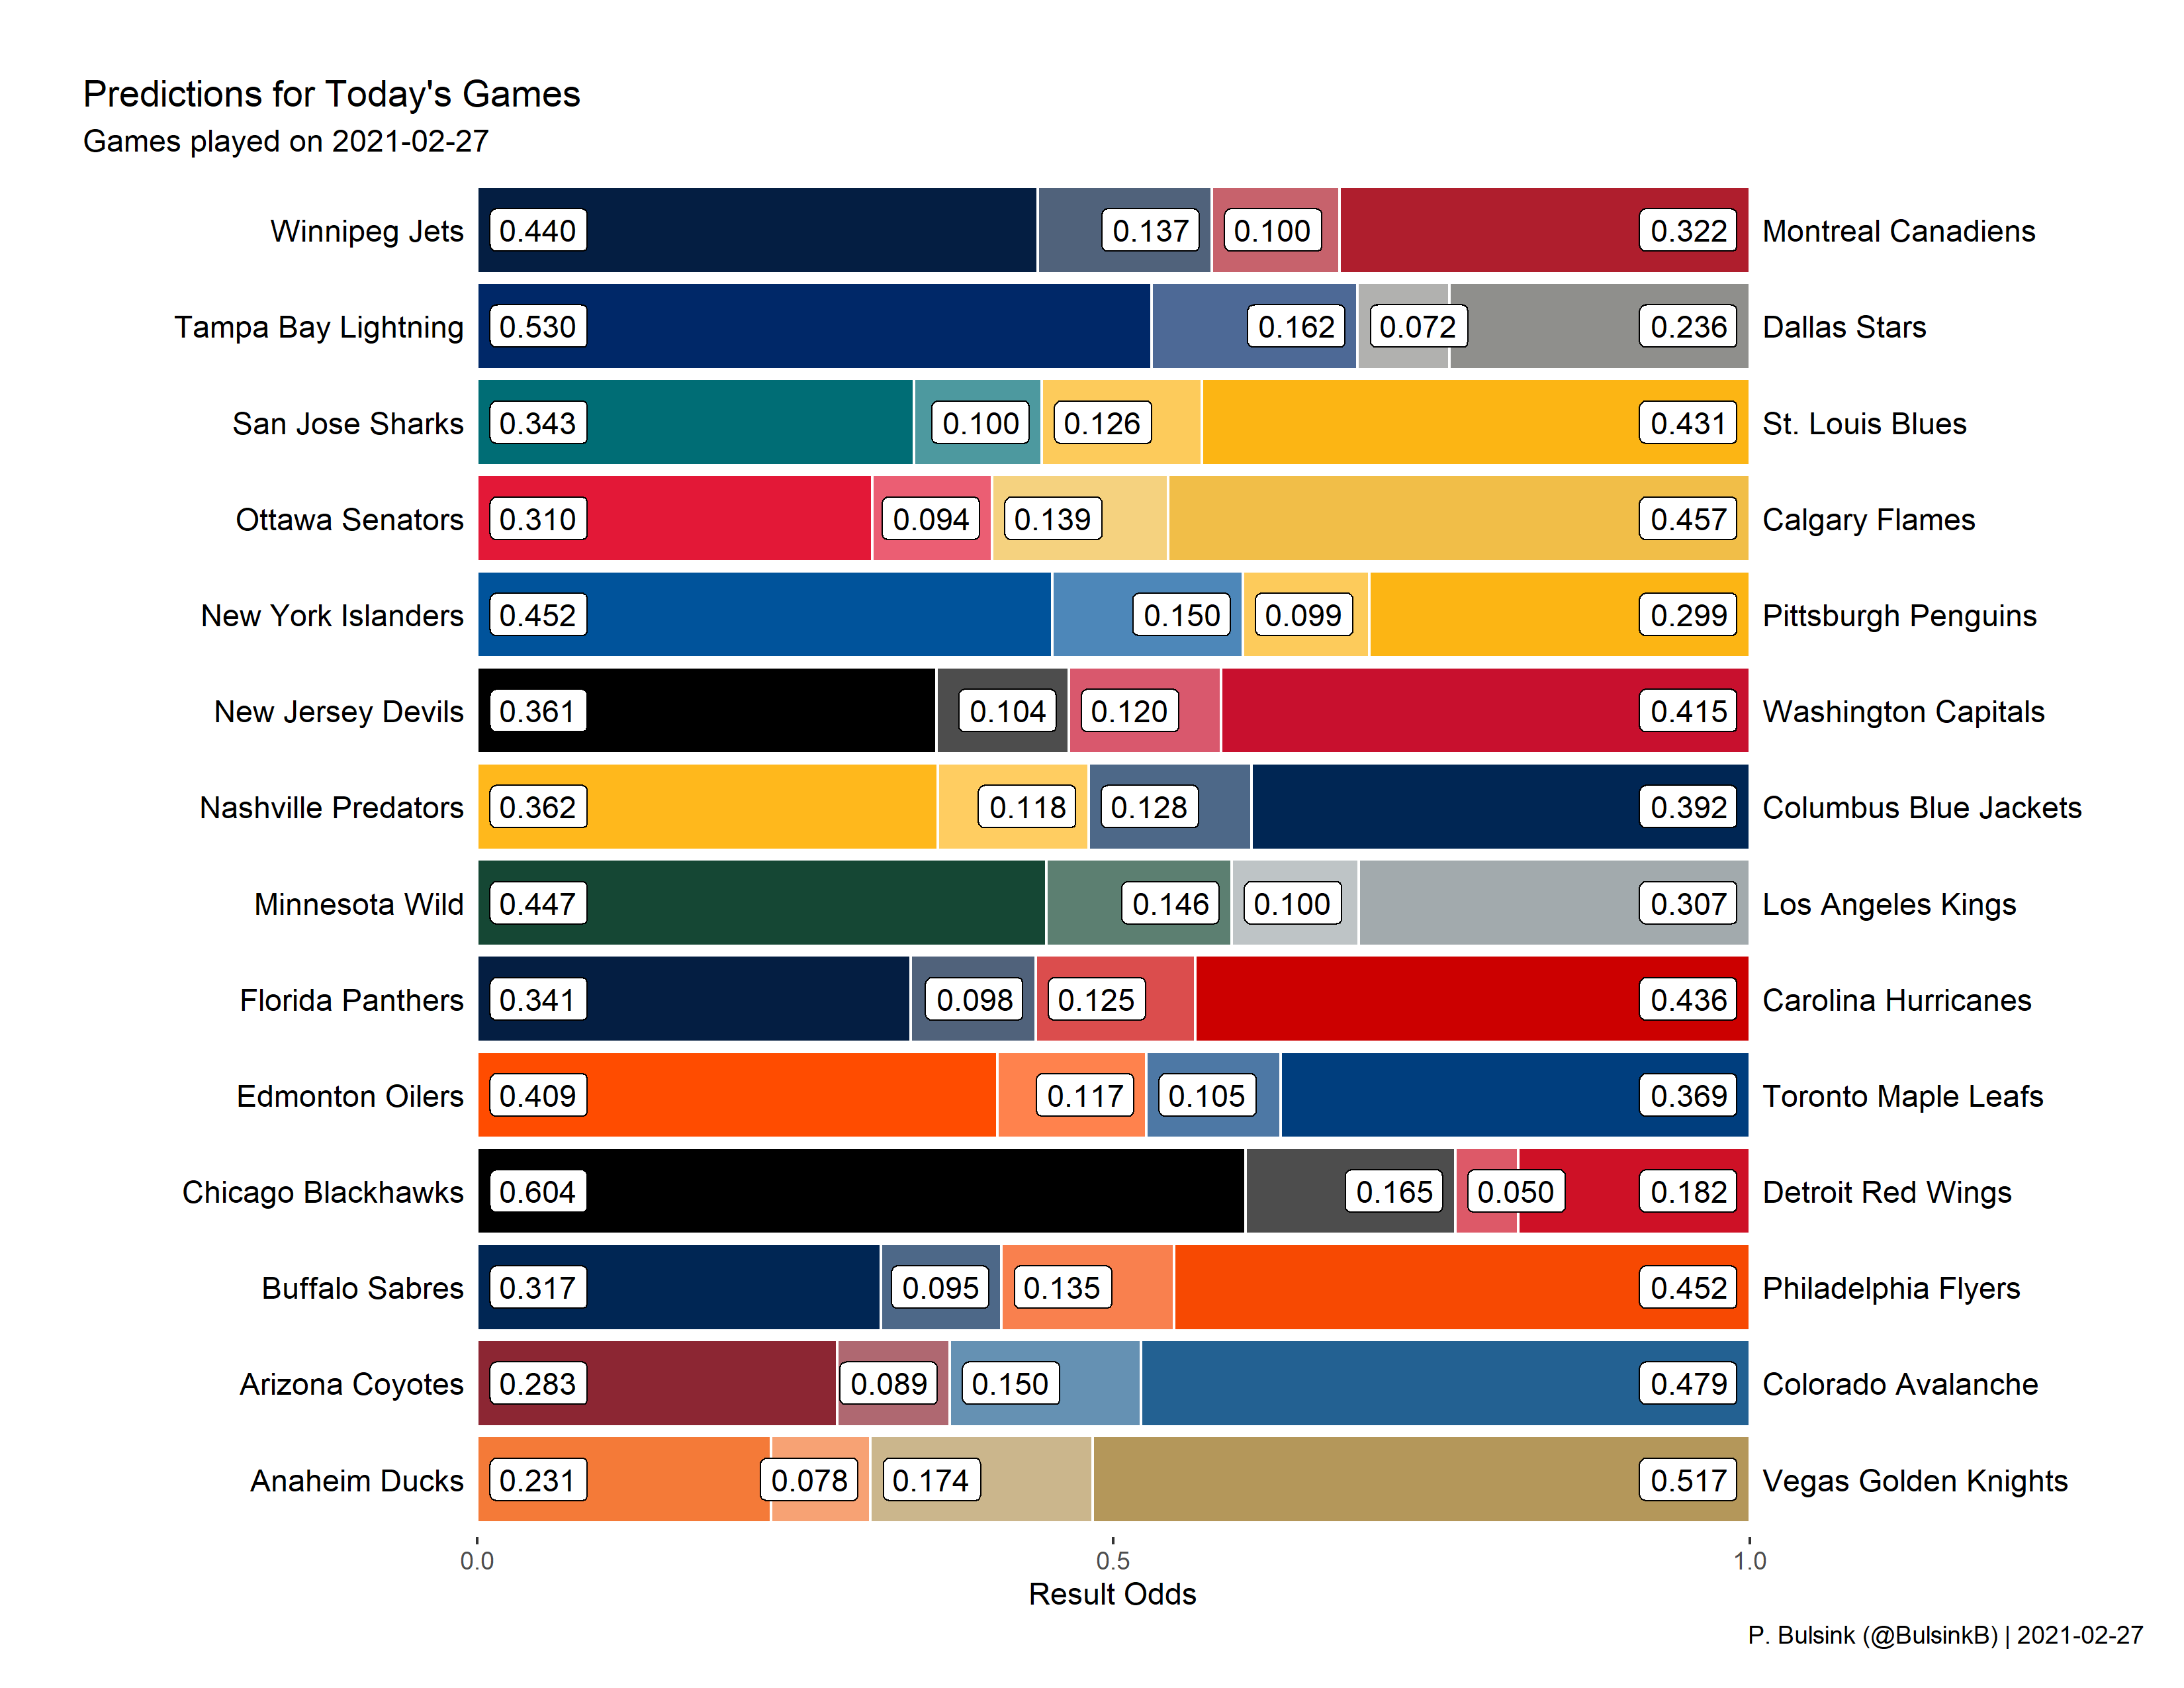 Predictions for Today's Games
Games played on 2021-02-27
Winnipeg Jets 0.440 0.137 0.100 0.322 Montreal Canadiens
Tampa Bay Lightning 0.530 0.162 0.072 0.236 Dallas Stars
San Jose Sharks 0.343 0.100 0.126 0.431 St. Louis Blues
Ottawa Senators 0.310 0.094 0.139 0.457 Calgary Flames
New York Islanders 0.452 0.150 0.099 0.299 Pittsburgh Penguins
New Jersey Devils 0.361 0.104 0.120 0.415 Washington Capitals
Nashville Predators 0.362 0.118 0.128 0.392 Columbus Blue Jackets
Minnesota Wild 0.447 0.146 0.100 0.307 Los Angeles Kings
Florida Panthers 0.341 0.098 0.125 0.436 Carolina Hurricanes
Edmonton Oilers 0.409 0.117 0.105 0.369 Toronto Maple Leafs
Chicago Blackhawks 0.604 0.165 0.050 0.182 Detroit Red Wings
Buffalo Sabres 0.317 0.095 0.135 0.452 Philadelphia Flyers
Arizona Coyotes 0.283 0.089 0.150 0.479 Colorado Avalanche
Anaheim Ducks 0.231 0.078 0.174 0.517 Vegas Golden Knights
0.0 0.5 1.0
Result Odds
P. Bulsink (@BulsinkB) | 2021-02-27